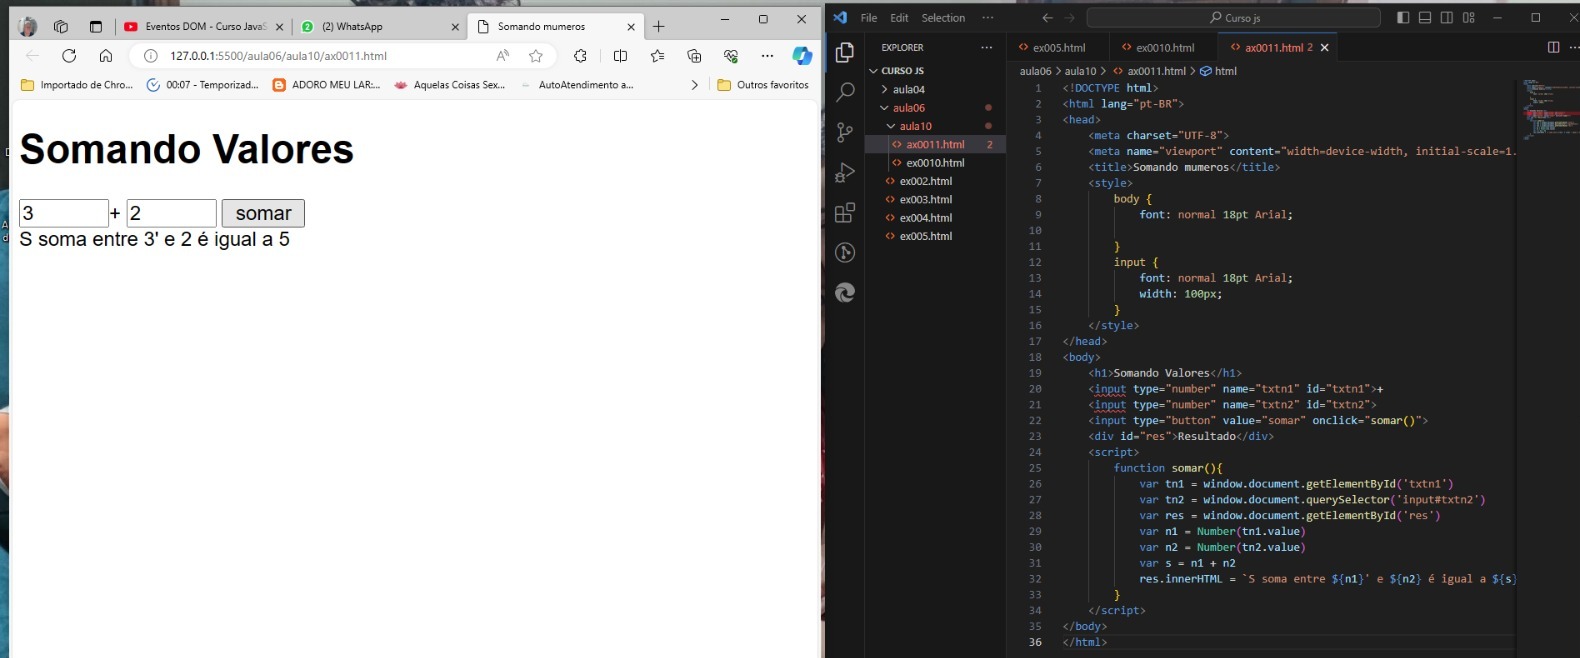 Eventos DOM - Curso JavaS
(2) WhatsApp
Somando mumeros
127.0.0.1:5500/aula06/aula10/ax0011.html
Importado de Chro...
00:07 - Temporizad...
ADORO MEU LAR:...
Aquelas Coisas Sex...
AutoAtendimento a...
Outros favoritos
Somando Valores
3 + 2 somar
S soma entre 3' e 2 é igual a 5
File Edit Selection ···
Curso js
EXPLORER ···
CURSO JS
aula04
aula06
aula10
ax0011.html 2
ex0010.html
ex002.html
ex003.html
ex004.html
ex005.html
ex005.html
ex0010.html
ax0011.html 2
aula06 > aula10 > ax0011.html > html
1 <!DOCTYPE html>
2 <html lang="pt-BR">
3 <head>
4 <meta charset="UTF-8">
5 <meta name="viewport" content="width=device-width, initial-scale=1.
6 <title>Somando mumeros</title>
7 <style>
8 body {
9 font: normal 18pt Arial;
10
11 }
12 input {
13 font: normal 18pt Arial;
14 width: 100px;
15 }
16 </style>
17 </head>
18 <body>
19 <h1>Somando Valores</h1>
20 <input type="number" name="txtn1" id="txtn1">+
21 <input type="number" name="txtn2" id="txtn2">
22 <input type="button" value="somar" onclick="somar()">
23 <div id="res">Resultado</div>
24 <script>
25 function somar(){
26 var tn1 = window.document.getElementById('txtn1')
27 var tn2 = window.document.querySelector('input#txtn2')
28 var res = window.document.getElementById('res')
29 var n1 = Number(tn1.value)
30 var n2 = Number(tn2.value)
31 var s = n1 + n2
32 res.innerHTML = `S soma entre ${n1}' e ${n2} é igual a ${s}
33 }
34 </script>
35 </body>
36 </html>